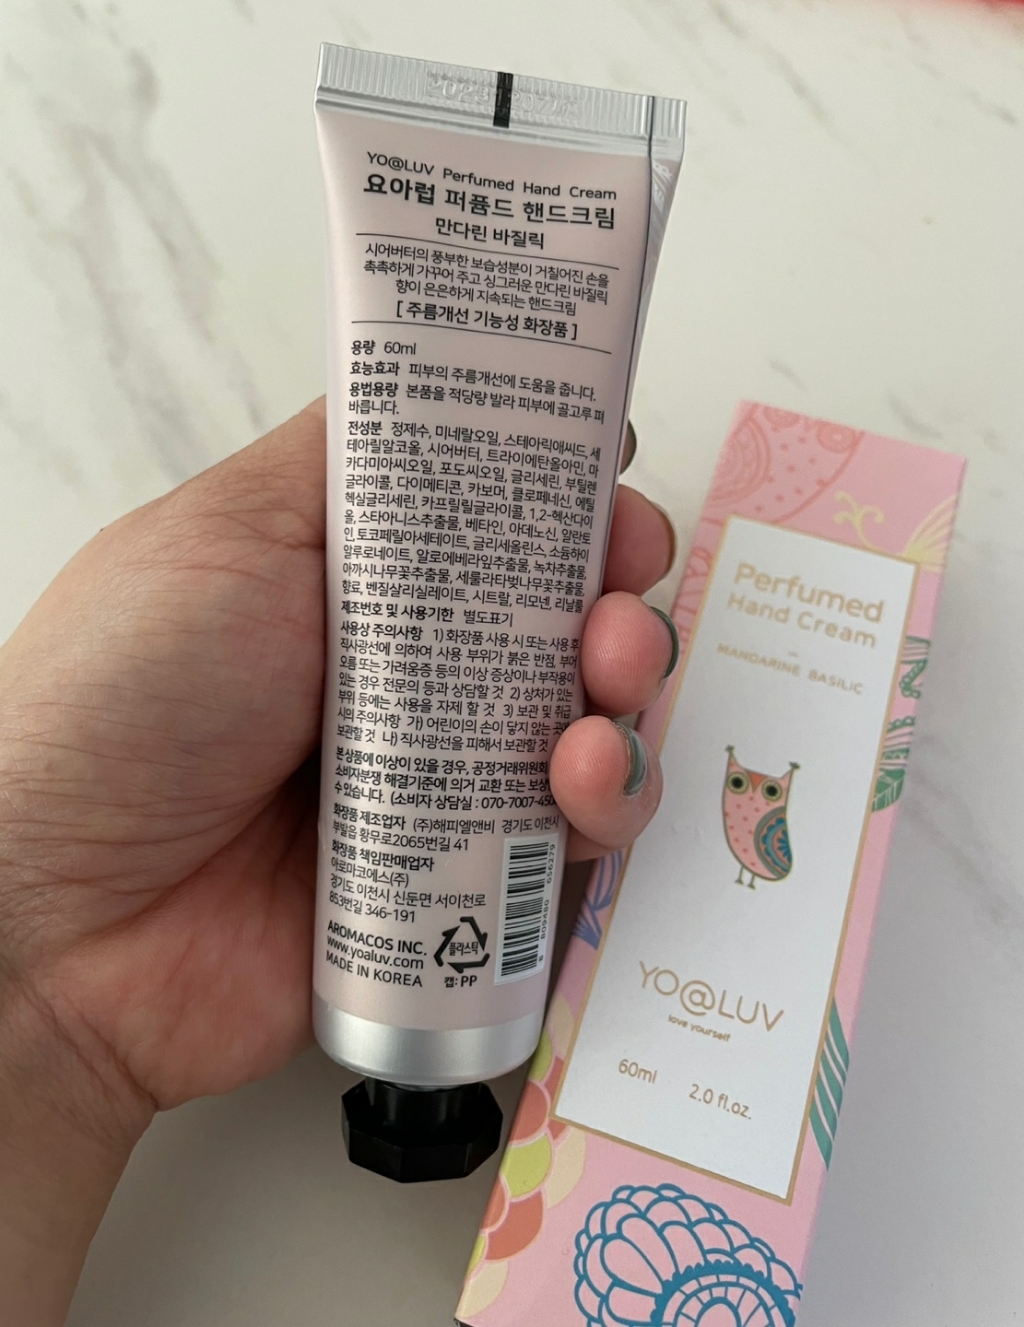 YO@LUV Perfumed Hand Cream
요아럽 퍼퓸드 핸드크림
만다린 바질릭
시어버터의 풍부한 보습성분이 거칠어진 손을
촉촉하게 가꾸어 주고 싱그러운 만다린 바질릭
향이 은은하게 지속되는 핸드크림
[ 주름개선 기능성 화장품 ]
용량 60ml
효능효과 피부의 주름개선에 도움을 줍니다.
용법용량 본품을 적당량 발라 피부에 골고루 펴
바릅니다.
전성분 정제수, 미네랄오일, 스테아릭애씨드, 세
테아릴알코올, 시어버터, 트라이에탄올아민, 마
카다미아씨오일, 포도씨오일, 글리세린, 부틸렌
글라이콜, 다이메티콘, 카보머, 클로페네신, 에틸
헥실글리세린, 카프릴릴글라이콜, 1,2-헥산다이
올, 스타아니스추출물, 베타인, 아데노신, 알란토
인, 토코페릴아세테이트, 글리세올린스, 소듐하이
알루로네이트, 알로에베라잎추출물, 녹차추출물,
아까시나무꽃추출물, 세룰라타벚나무꽃추출물,
향료, 벤질살리실레이트, 시트랄, 리모넨, 리날룰
제조번호 및 사용기한 별도표기
사용상 주의사항 1) 화장품 사용 시 또는 사용 후
직사광선에 의하여 사용 부위가 붉은 반점, 부어
오름 또는 가려움증 등의 이상 증상이나 부작용이
있는 경우 전문의 등과 상담할 것 2) 상처가 있는
부위 등에는 사용을 자제 할 것 3) 보관 및 취급
시의 주의사항 가) 어린이의 손이 닿지 않는 곳에
보관할 것 나) 직사광선을 피해서 보관할 것
본 상품에 이상이 있을 경우, 공정거래위원회
소비자분쟁 해결기준에 의거 교환 또는 보상
수 있습니다. (소비자 상담실 : 070-7007-450
화장품 제조업자 (주)해피엘앤비 경기도 이천시
부발읍 황무로2065번길 41
화장품 책임판매업자
아로마코에스(주)
경기도 이천시 신둔면 서이천로
853번길 346-191
AROMACOS INC.
www.yoaluv.com
MADE IN KOREA
플라스틱
캡: PP
8 809480 656279
Perfumed
Hand Cream
MANDARINE BASILIC
YO@LUV
love yourself
60ml 2.0 fl.oz.